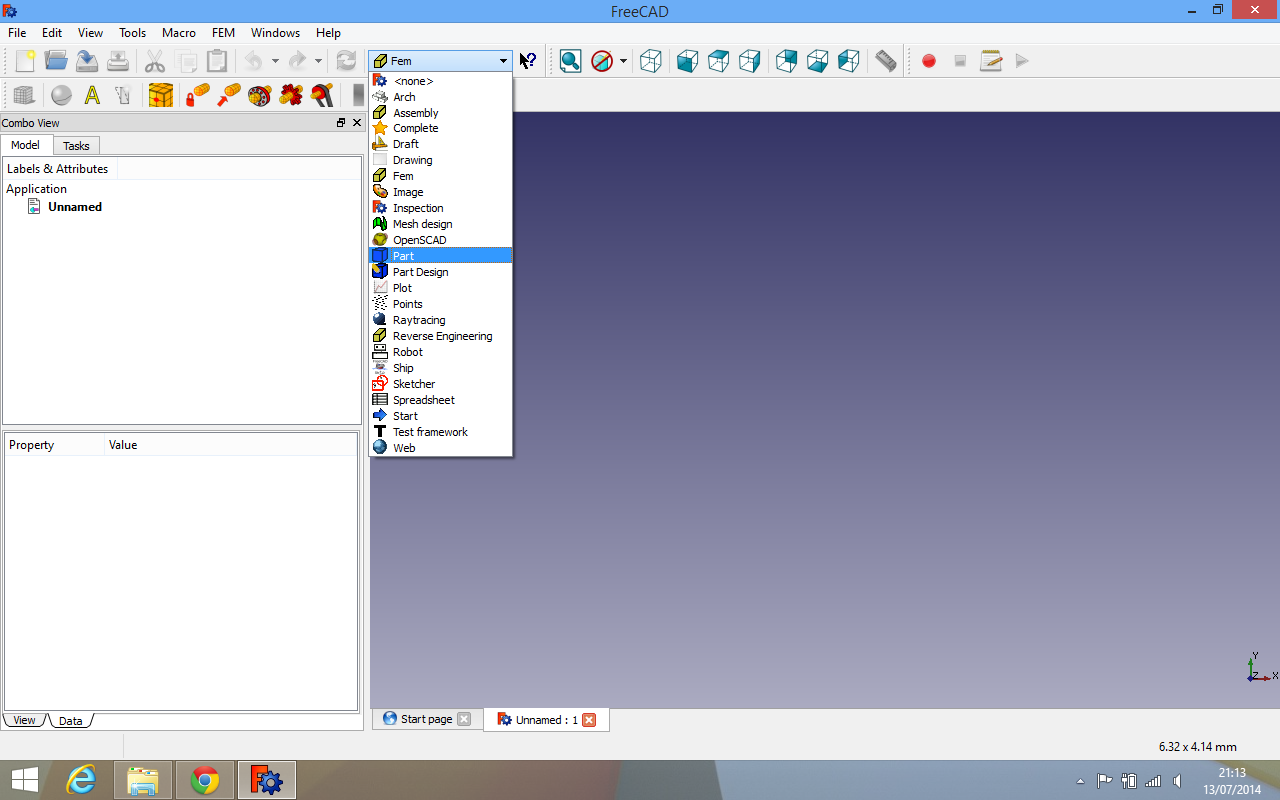 FreeCAD
File Edit View Tools Macro FEM Windows Help
Fem
<none>
Arch
Assembly
Complete
Draft
Drawing
Fem
Image
Inspection
Mesh design
OpenSCAD
Part
Part Design
Plot
Points
Raytracing
Reverse Engineering
Robot
Ship
Sketcher
Spreadsheet
Start
Test framework
Web
Combo View
Model Tasks
Labels & Attributes
Application
Unnamed
Property Value
View Data
Y
Z X
Start page Unnamed : 1
6.32 x 4.14 mm
21:13
13/07/2014